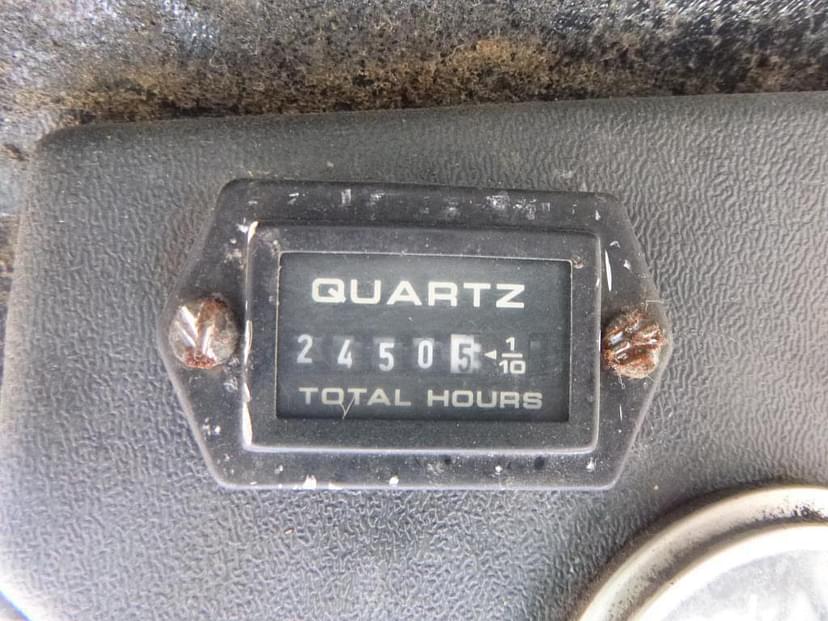 QUARTZ
24505 ◄ 1/10
TOTAL HOURS